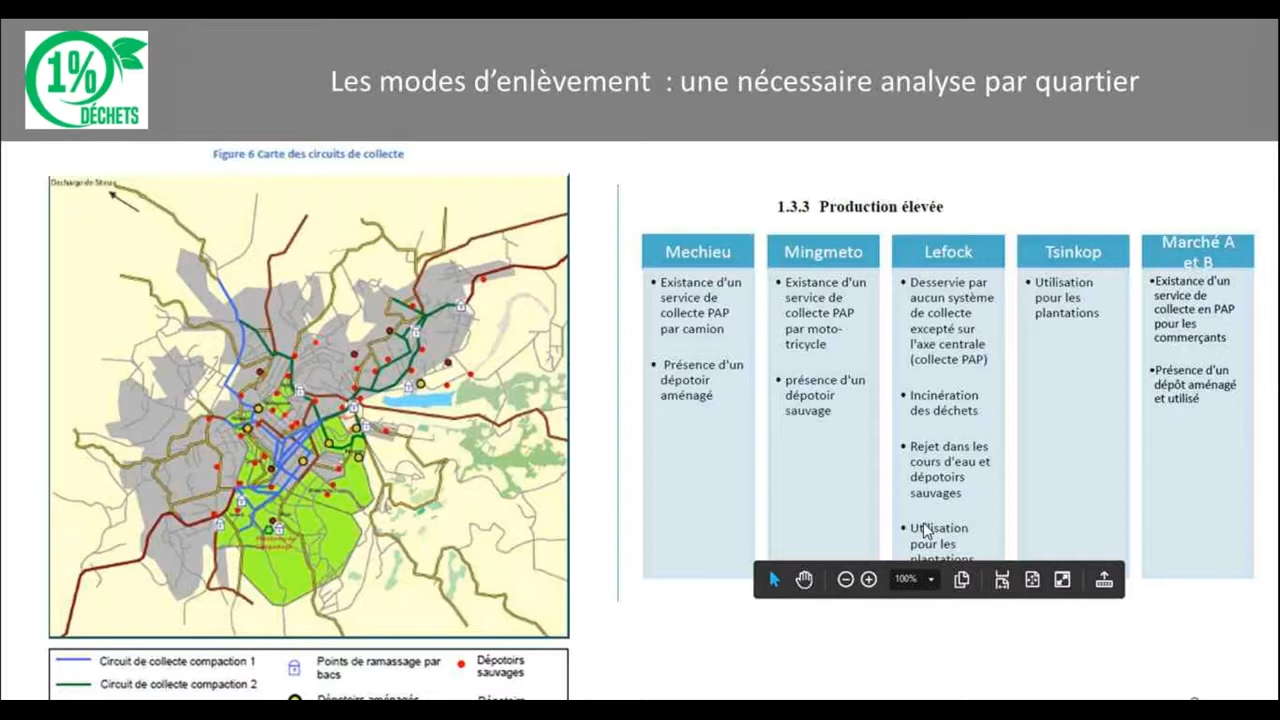 1%
DÉCHETS
Les modes d'enlèvement : une nécessaire analyse par quartier
Figure 6 Carte des circuits de collecte
Decharge de
Circuit de collecte compaction 1
Circuit de collecte compaction 2
Points de ramassage par
bacs
Dépotoirs aménagés
Dépotoirs
sauvages
Dépotoirs
1.3.3 Production élevée
Mechieu
• Existance d'un
service de
collecte PAP
par camion
• Présence d'un
dépotoir
aménagé
Mingmeto
• Existance d'un
service de
collecte PAP
par moto-
tricycle
• présence d'un
dépotoir
sauvage
Lefock
• Desservie par
aucun système
de collecte
excepté sur
l'axe centrale
(collecte PAP)
• Incinération
des déchets
• Rejet dans les
cours d'eau et
dépotoirs
sauvages
• Utilisation
pour les
plantations
Tsinkop
• Utilisation
pour les
plantations
Marché A
et B
•Existance d'un
service de
collecte en PAP
pour les
commerçants
•Présence d'un
dépôt aménagé
et utilisé
100%